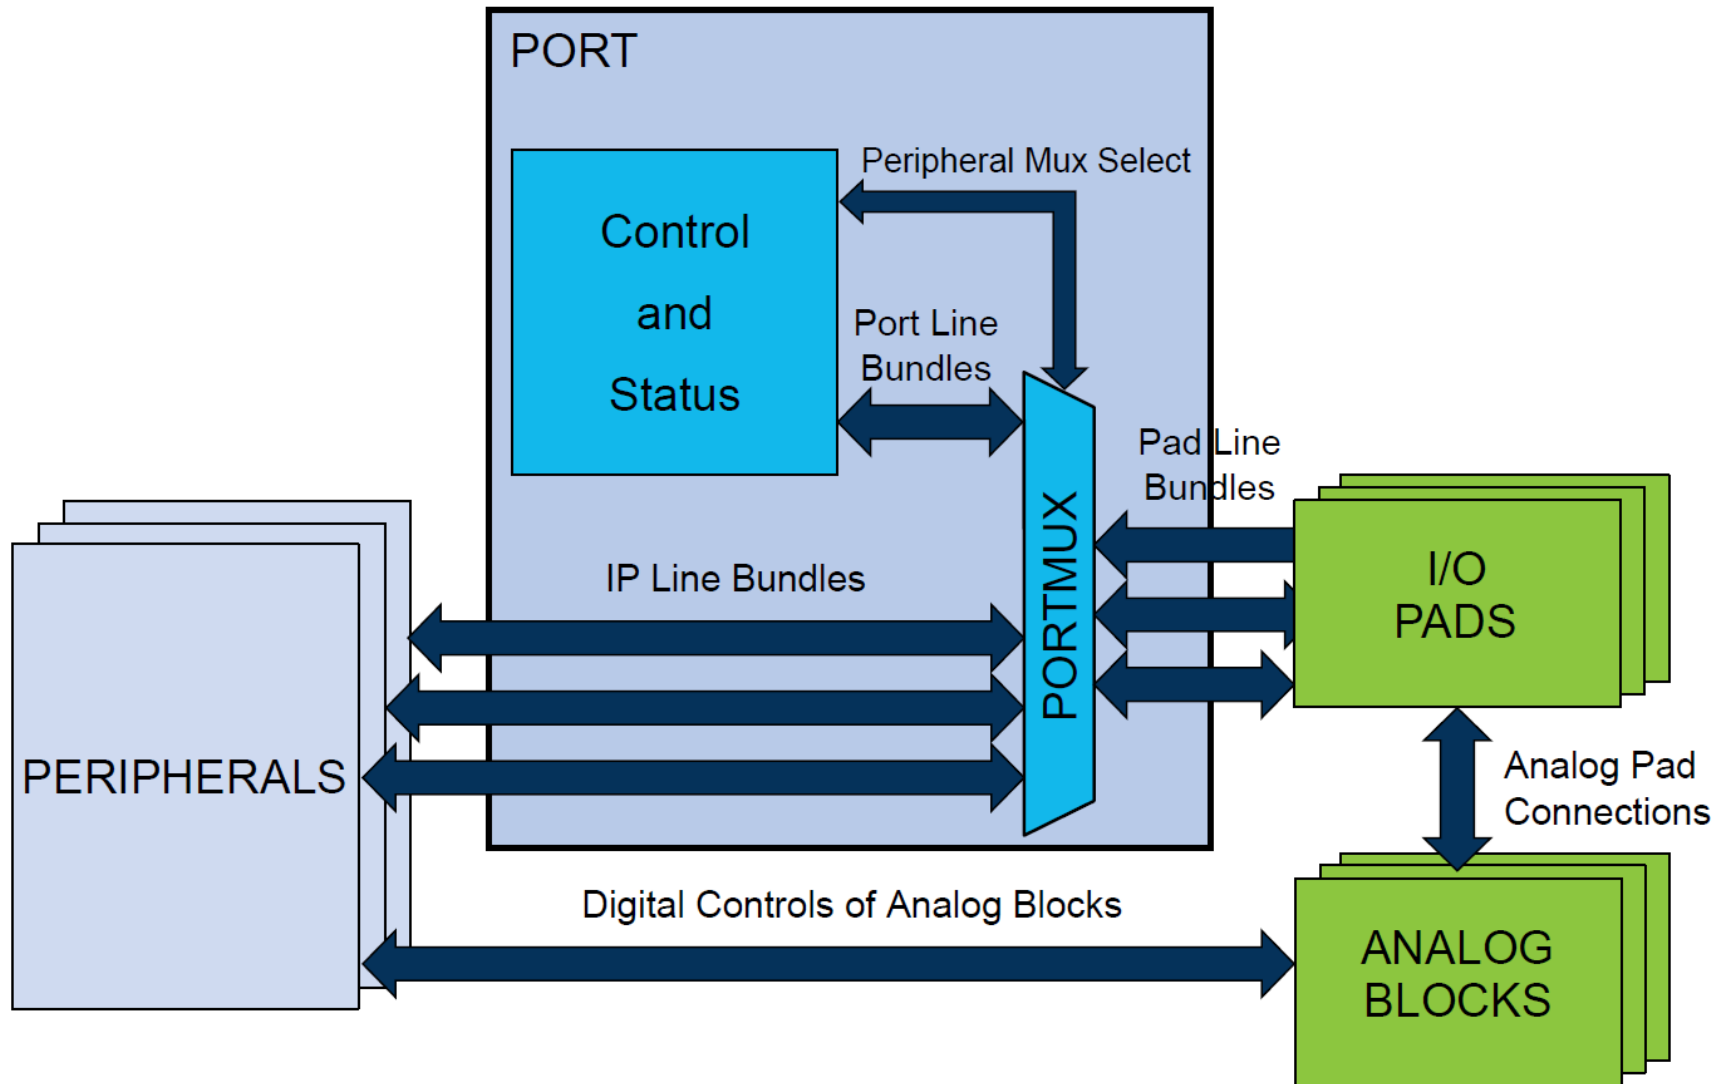 PORT
Peripheral Mux Select
Control
and
Status
Port Line
Bundles
Pad Line
Bundles
PORTMUX
I/O
PADS
IP Line Bundles
PERIPHERALS
Analog Pad
Connections
Digital Controls of Analog Blocks
ANALOG
BLOCKS